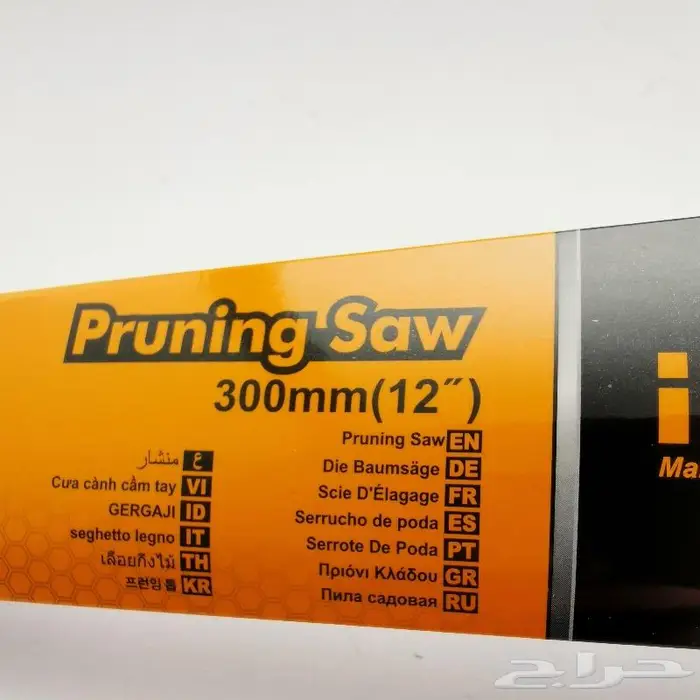 Pruning Saw
300mm(12″)
منشار ع
Cưa cành cầm tay VI
GERGAJI ID
seghetto legno IT
เลื่อยกิ่งไม้ TH
프런잉 톱 KR
Pruning Saw EN
Die Baumsäge DE
Scie D'Élagage FR
Serrucho de poda ES
Serrote De Poda PT
Πριόνι Κλάδου GR
Пила садовая RU
حراج